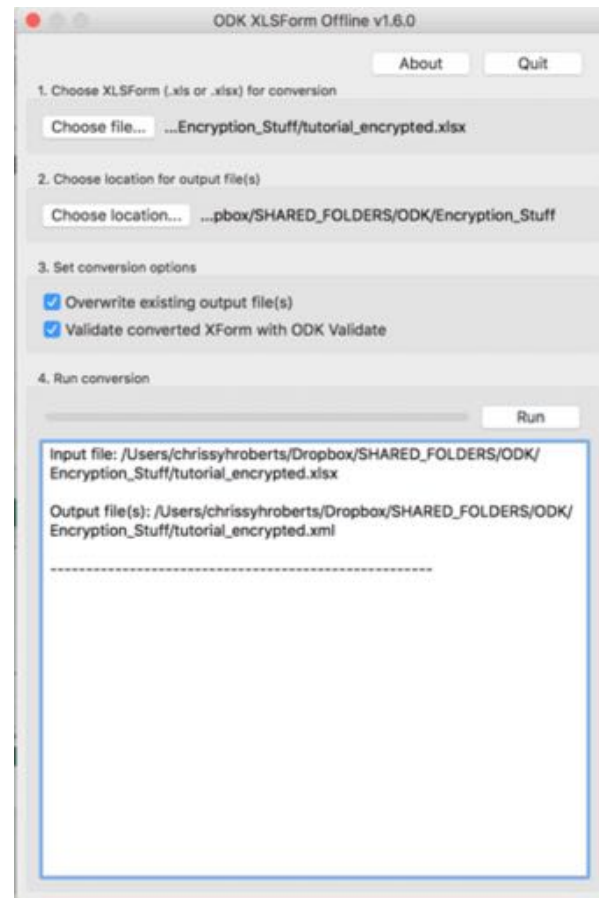 ODK XLSForm Offline v1.6.0
About Quit
1. Choose XLSForm (.xls or .xlsx) for conversion
Choose file... ...Encryption_Stuff/tutorial_encrypted.xlsx
2. Choose location for output file(s)
Choose location... ...pbox/SHARED_FOLDERS/ODK/Encryption_Stuff
3. Set conversion options
Overwrite existing output file(s)
Validate converted XForm with ODK Validate
4. Run conversion
Run
Input file: /Users/chrissyhroberts/Dropbox/SHARED_FOLDERS/ODK/
Encryption_Stuff/tutorial_encrypted.xlsx
Output file(s): /Users/chrissyhroberts/Dropbox/SHARED_FOLDERS/ODK/
Encryption_Stuff/tutorial_encrypted.xml
------------------------------------------------------